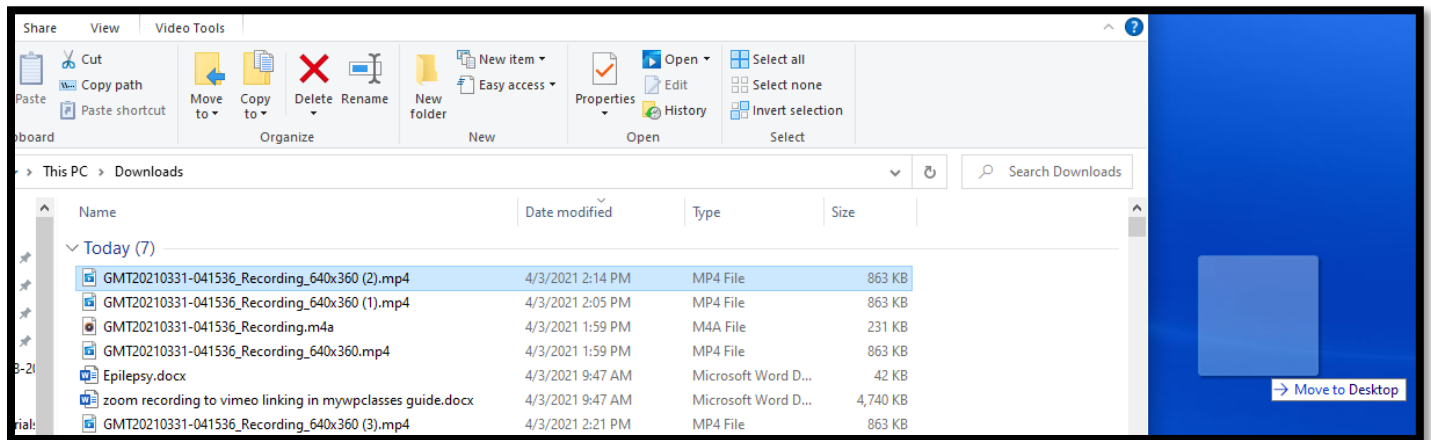 Share View Video Tools
Cut
Copy path
Paste shortcut
Paste
Move to
Copy to
Delete
Rename
New folder
New item
Easy access
Properties
Open
Edit
History
Select all
Select none
Invert selection
Organize New Open Select
This PC > Downloads
Search Downloads
Name Date modified Type Size
Today (7)
GMT20210331-041536_Recording_640x360 (2).mp4 4/3/2021 2:14 PM MP4 File 863 KB
GMT20210331-041536_Recording_640x360 (1).mp4 4/3/2021 2:05 PM MP4 File 863 KB
GMT20210331-041536_Recording.m4a 4/3/2021 1:59 PM M4A File 231 KB
GMT20210331-041536_Recording_640x360.mp4 4/3/2021 1:59 PM MP4 File 863 KB
Epilepsy.docx 4/3/2021 9:47 AM Microsoft Word D... 42 KB
zoom recording to vimeo linking in mywpclasses guide.docx 4/3/2021 9:47 AM Microsoft Word D... 4,740 KB
GMT20210331-041536_Recording_640x360 (3).mp4 4/3/2021 2:21 PM MP4 File 863 KB
→ Move to Desktop